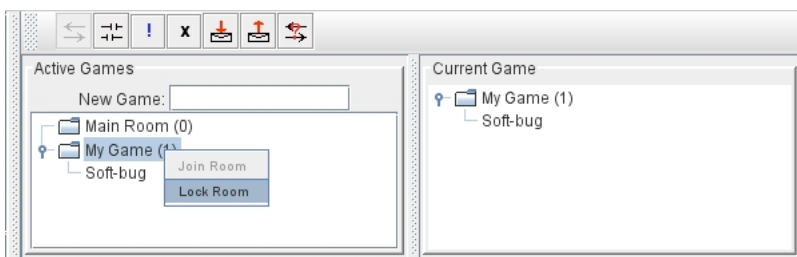 ! x ?
Active Games
New Game:
Main Room (0)
My Game (1)
Soft-bug
Join Room
Lock Room
Current Game
My Game (1)
Soft-bug